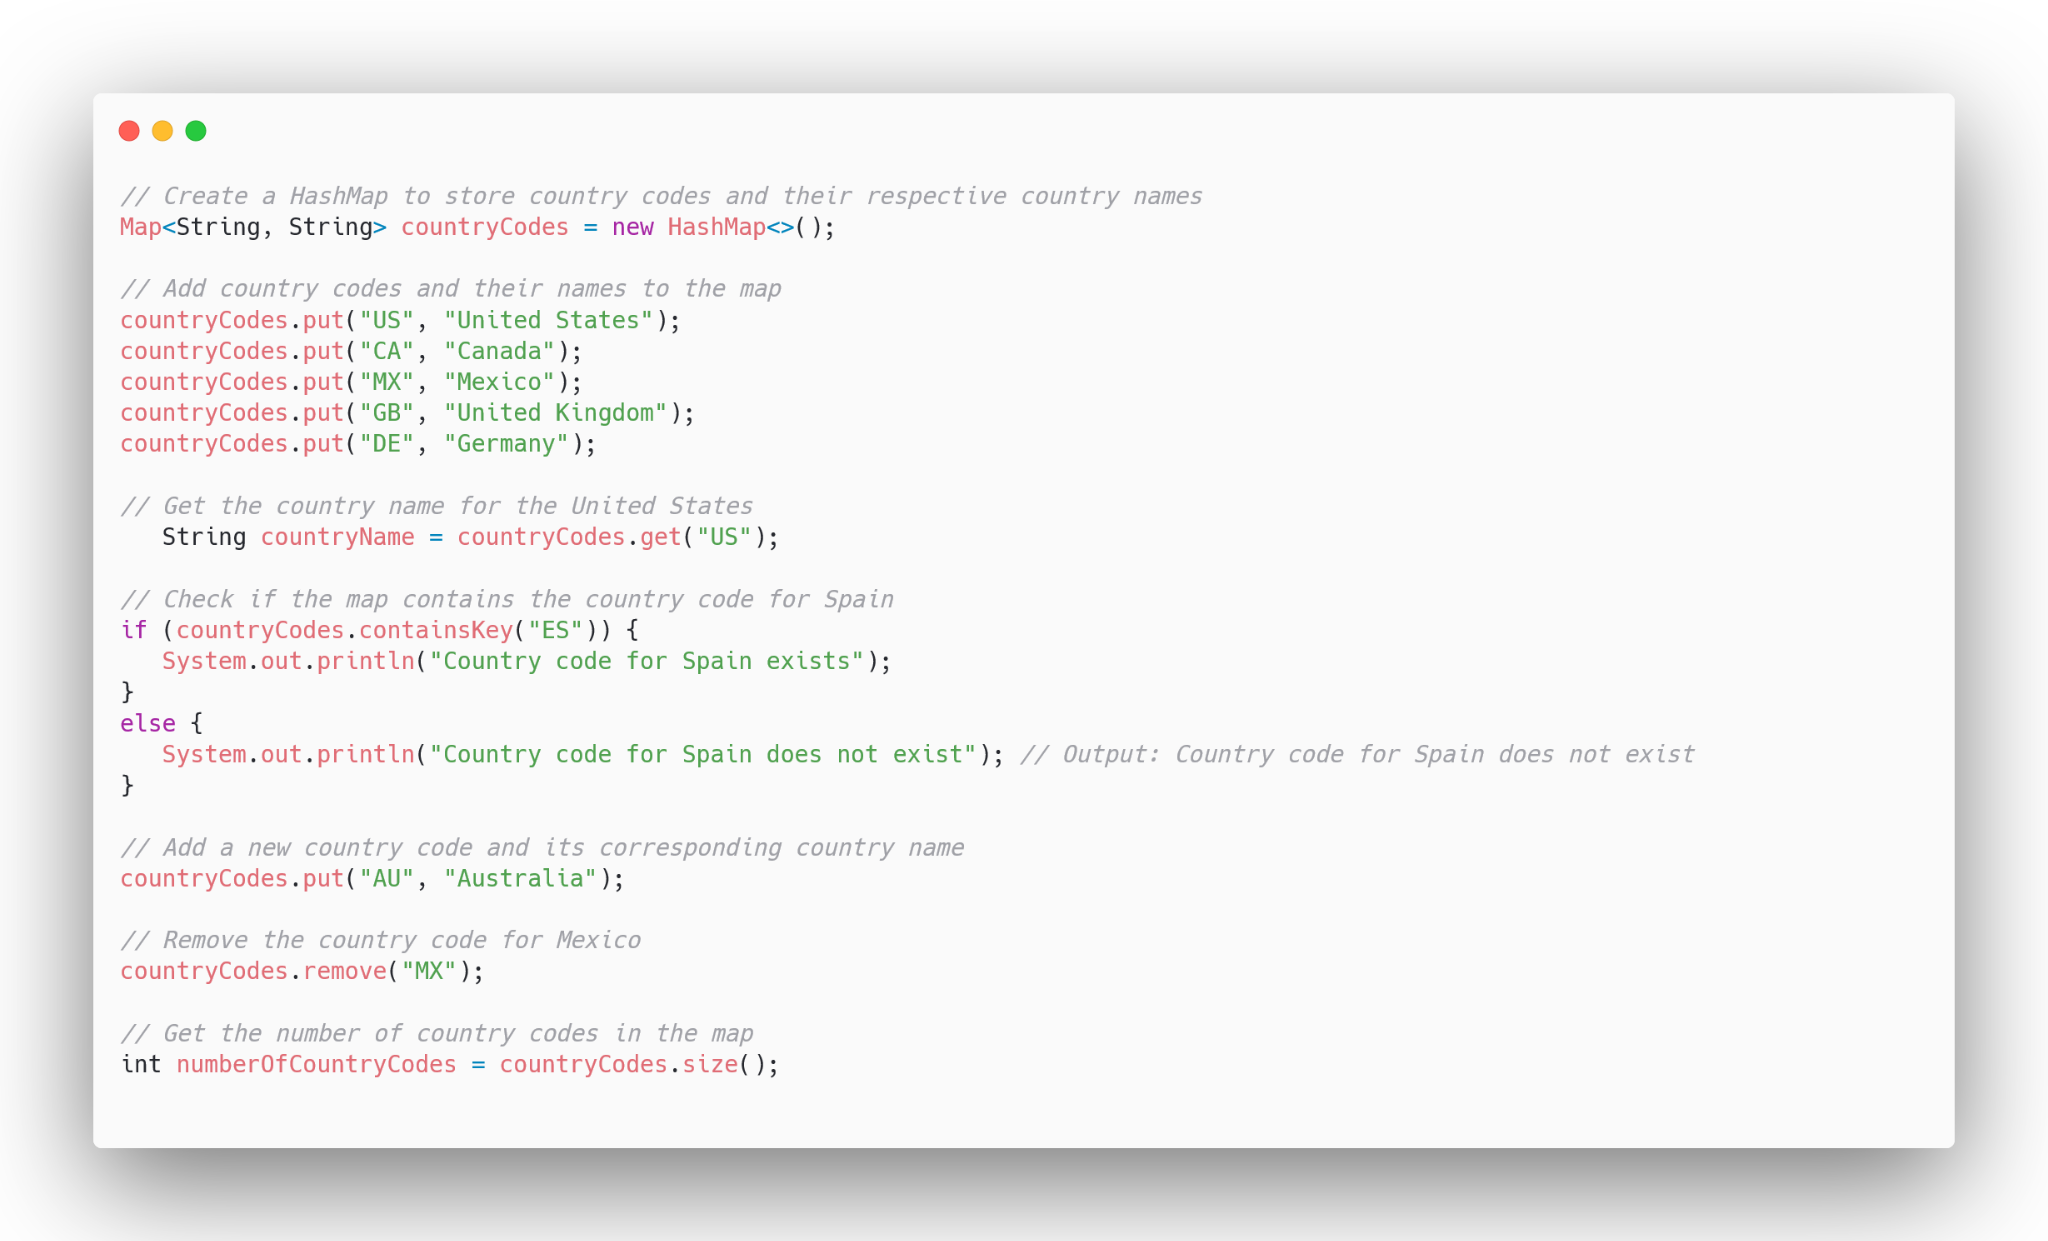 // Create a HashMap to store country codes and their respective country names
Map<String, String> countryCodes = new HashMap<>();

// Add country codes and their names to the map
countryCodes.put("US", "United States");
countryCodes.put("CA", "Canada");
countryCodes.put("MX", "Mexico");
countryCodes.put("GB", "United Kingdom");
countryCodes.put("DE", "Germany");

// Get the country name for the United States
   String countryName = countryCodes.get("US");

// Check if the map contains the country code for Spain
if (countryCodes.containsKey("ES")) {
   System.out.println("Country code for Spain exists");
}
else {
   System.out.println("Country code for Spain does not exist"); // Output: Country code for Spain does not exist
}

// Add a new country code and its corresponding country name
countryCodes.put("AU", "Australia");

// Remove the country code for Mexico
countryCodes.remove("MX");

// Get the number of country codes in the map
int numberOfCountryCodes = countryCodes.size();